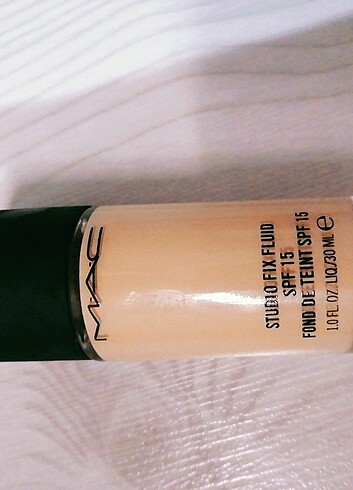 MAC
STUDIO FIX FLUID
SPF 15
FOND DE TEINT SPF 15
1.0 FL. OZ. LIQ./30 ML e